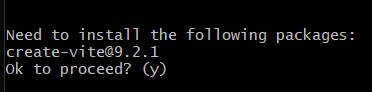 Need to install the following packages:
create-vite@9.2.1
Ok to proceed? (y)